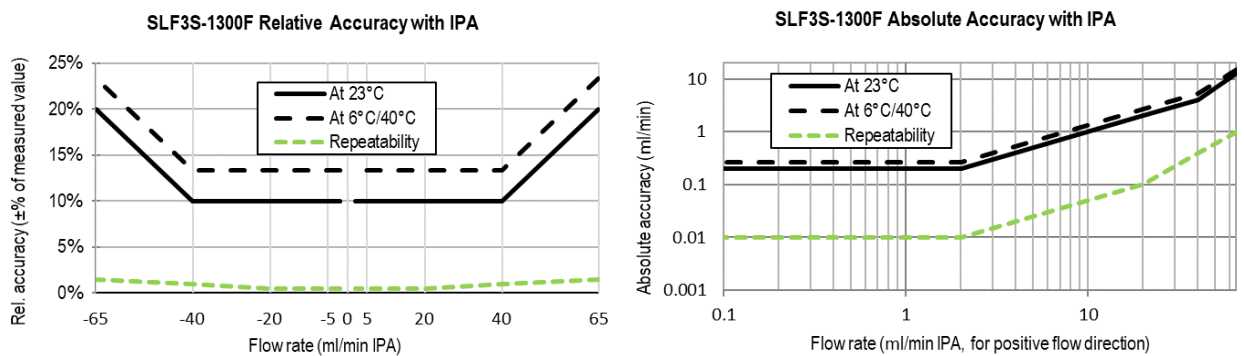 SLF3S-1300F Relative Accuracy with IPA
Rel. accuracy (±% of measured value)
25%
20%
15%
10%
5%
0%
At 23°C
At 6°C/40°C
Repeatability
-65 -40 -20 -5 0 5 20 40 65
Flow rate (ml/min IPA)
SLF3S-1300F Absolute Accuracy with IPA
Absolute accuracy (ml/min)
10
1
0.1
0.01
0.001
At 23°C
At 6°C/40°C
Repeatability
0.1 1 10
Flow rate (ml/min IPA, for positive flow direction)